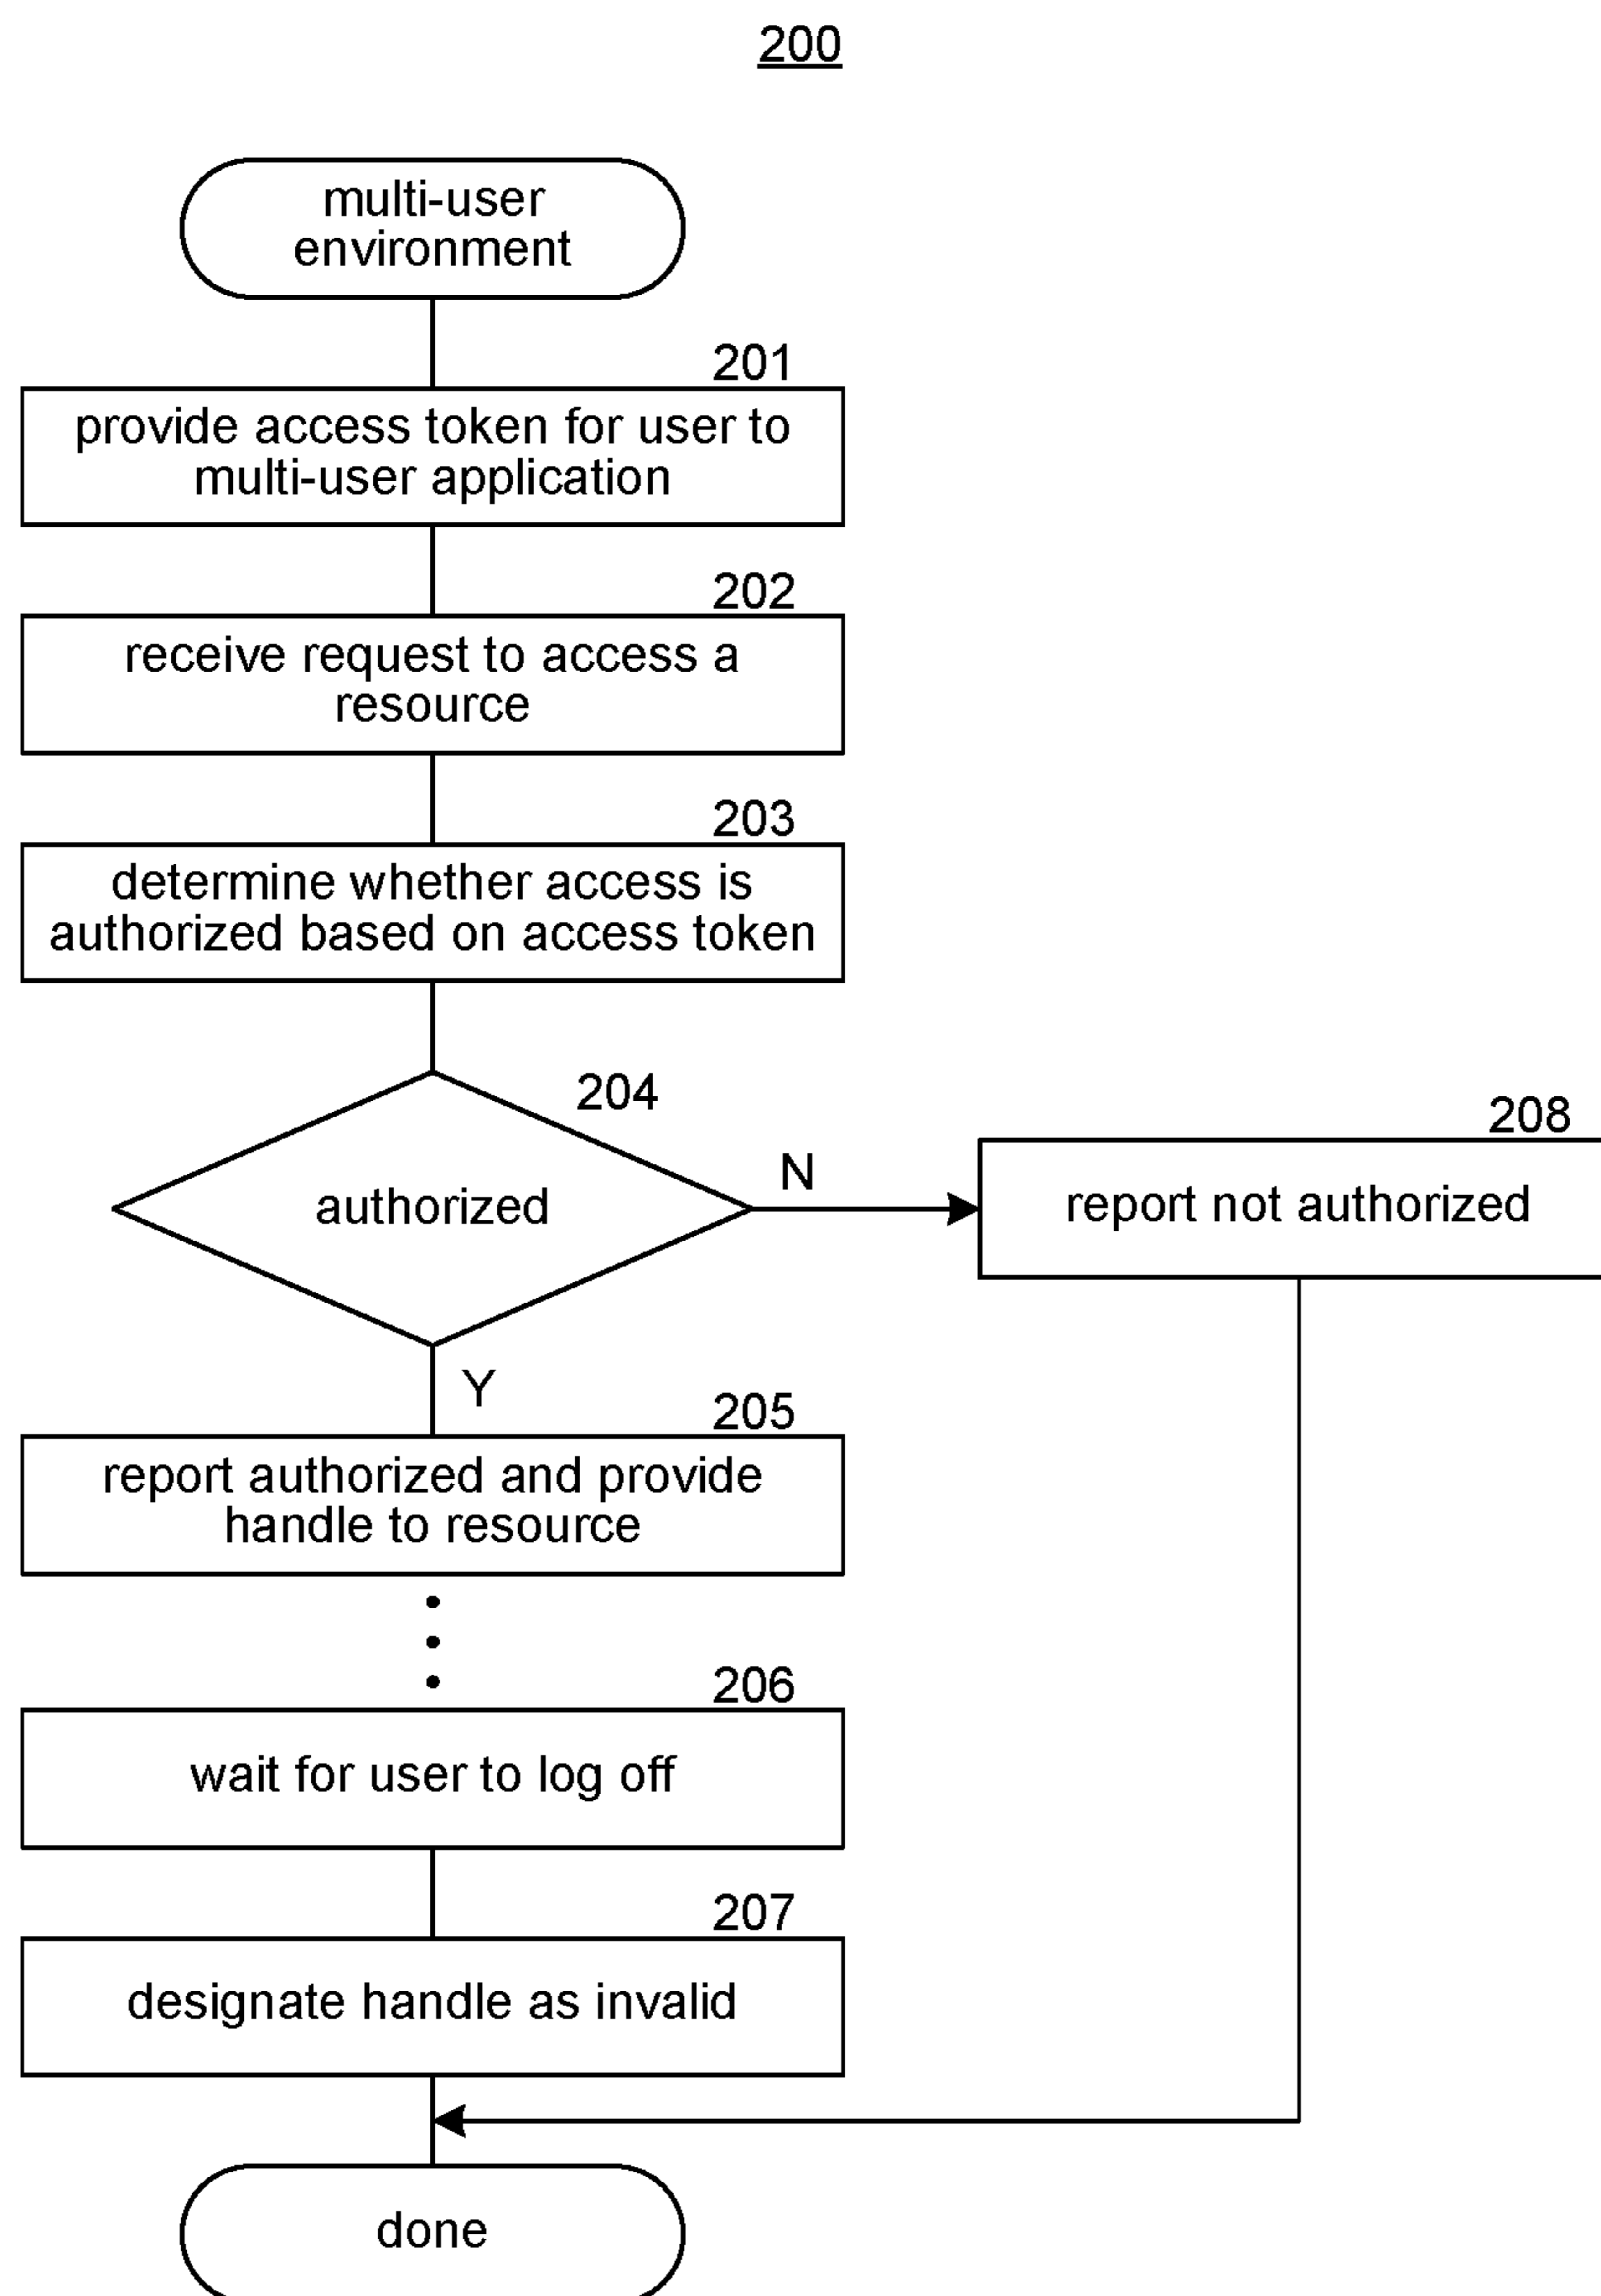 200
multi-user
environment
201
provide access token for user to
multi-user application
202
receive request to access a
resource
203
determine whether access is
authorized based on access token
204
authorized
N
208
report not authorized
Y
205
report authorized and provide
handle to resource
206
wait for user to log off
207
designate handle as invalid
done